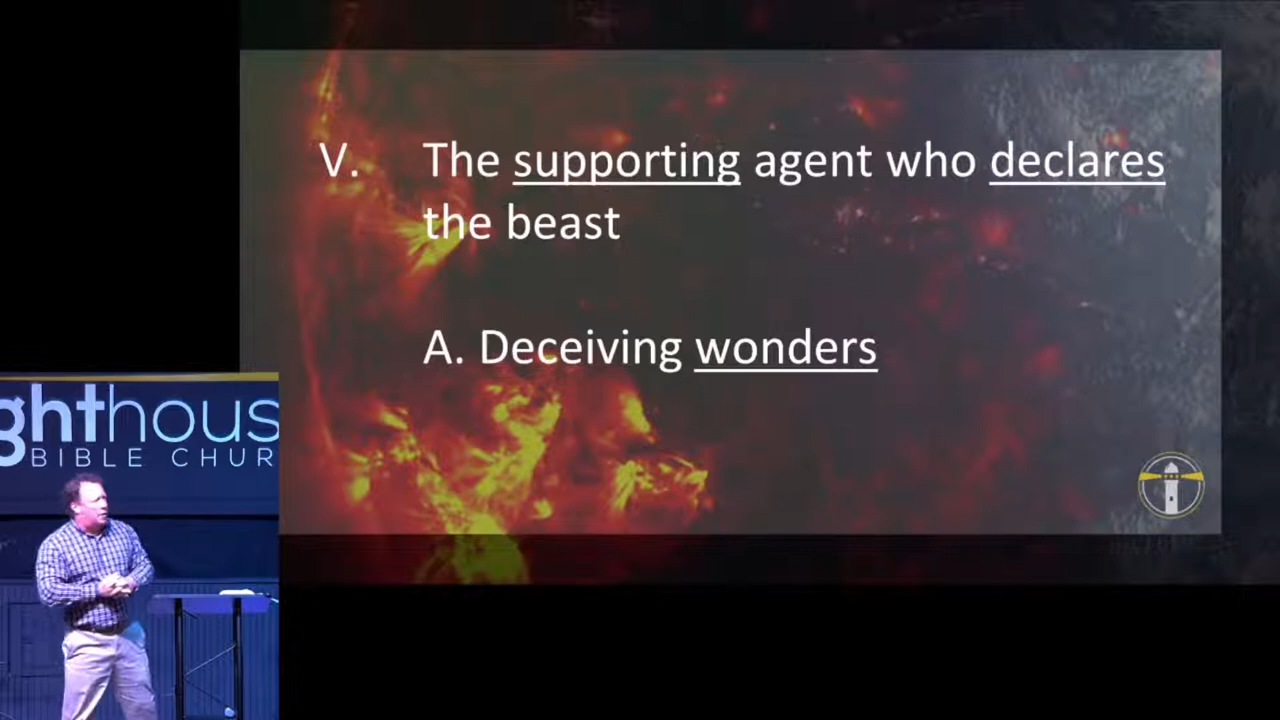 V. The supporting agent who declares
the beast
A. Deceiving wonders
ghthous
BIBLE CHUR